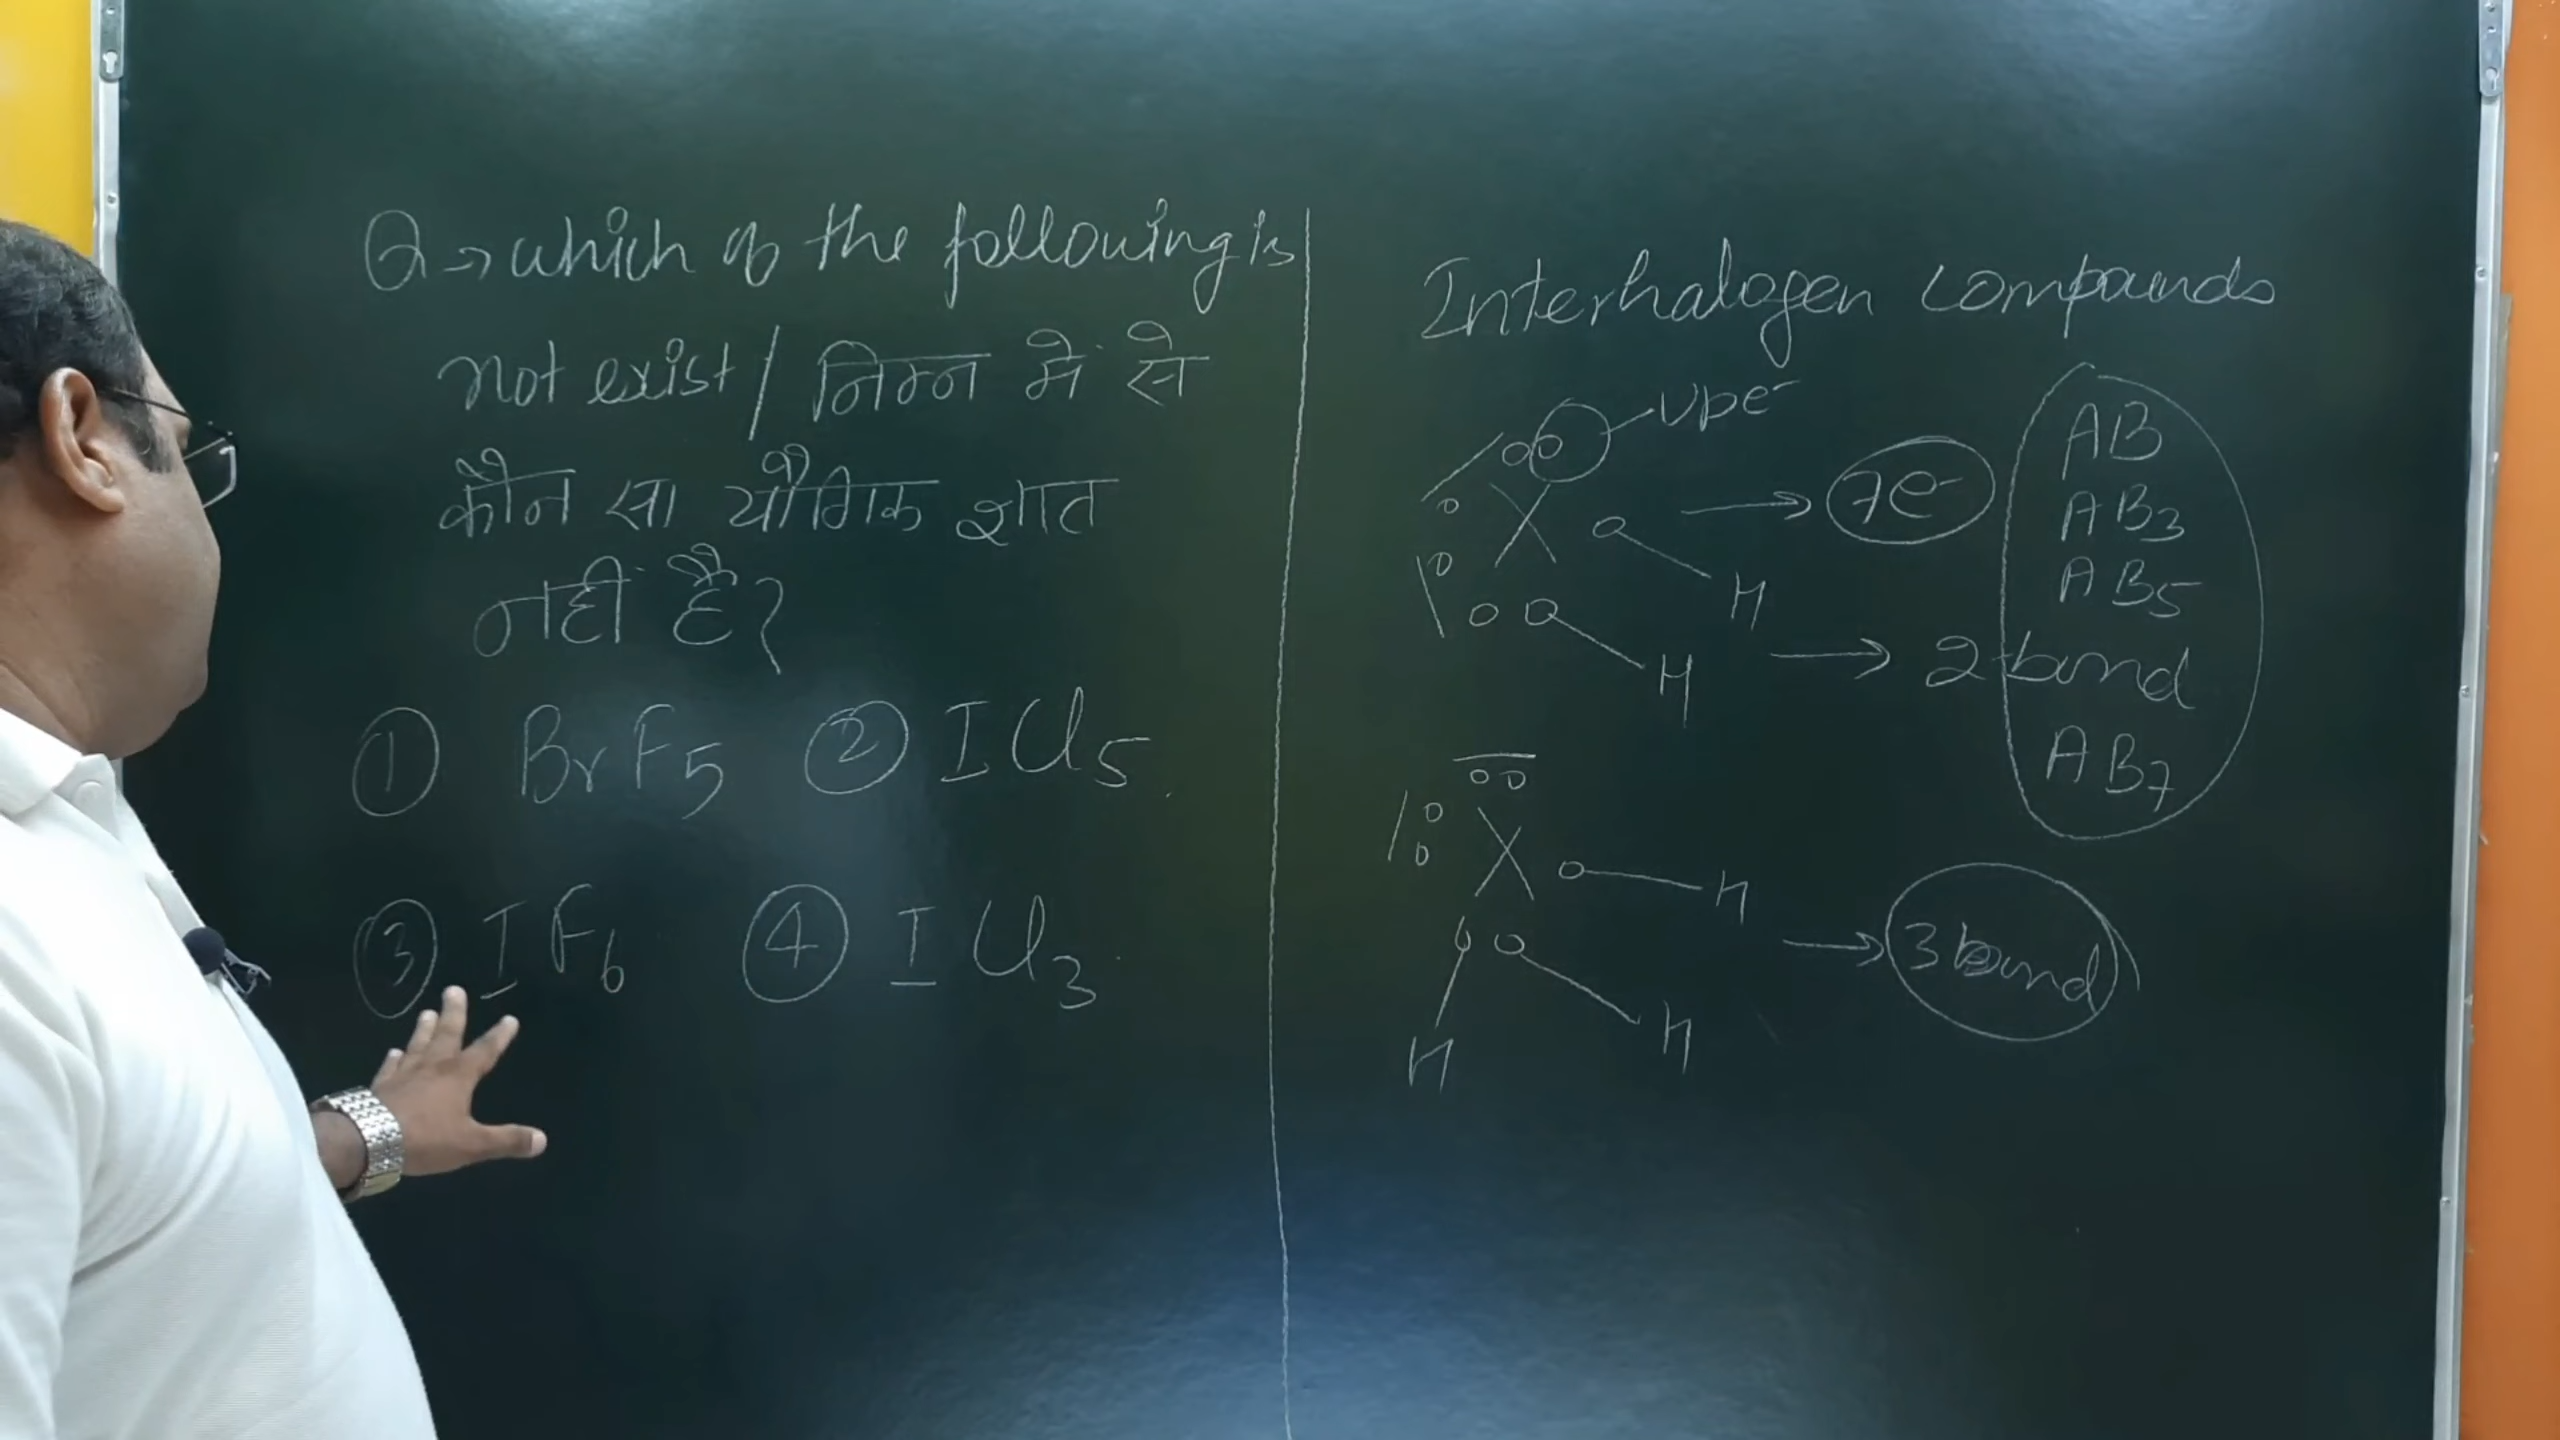 Q→ which of the following is
not exist / निम्न में से
कौन सा यौगिक ज्ञात
नहीं है?
① BrF5 ② ICl5
③ IF6 ④ ICl3
Interhalogen compounds
Upe-
X → 7e-
H
H → 2 bond
X
H → 3 bond
H H
AB
AB3
AB5
AB7